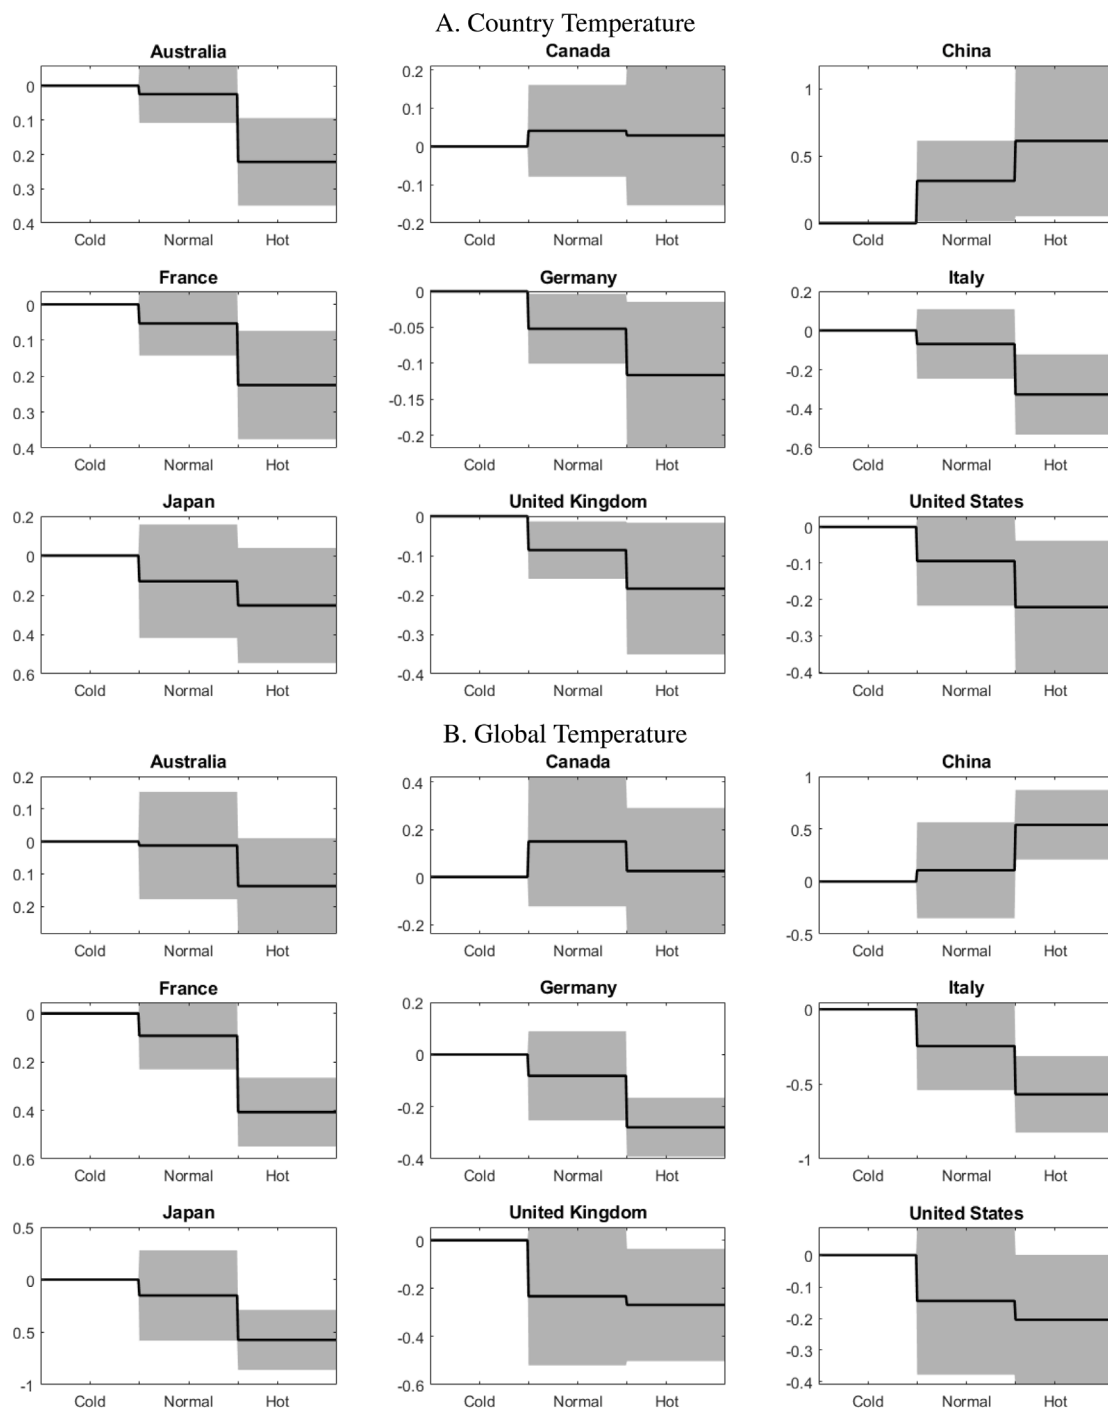 A. Country Temperature
Australia
0
0.1
0.2
0.3
0.4
Cold Normal Hot
Canada
0.2
0.1
0
-0.1
-0.2
Cold Normal Hot
China
1
0.5
0
Cold Normal Hot
France
0
0.1
0.2
0.3
0.4
Cold Normal Hot
Germany
0
-0.05
-0.1
-0.15
-0.2
Cold Normal Hot
Italy
0.2
0
-0.2
-0.4
-0.6
Cold Normal Hot
Japan
0.2
0
0.2
0.4
0.6
Cold Normal Hot
United Kingdom
0
-0.1
-0.2
-0.3
-0.4
Cold Normal Hot
United States
0
-0.1
-0.2
-0.3
-0.4
Cold Normal Hot
B. Global Temperature
Australia
0.2
0.1
0
0.1
0.2
Cold Normal Hot
Canada
0.4
0.2
0
-0.2
Cold Normal Hot
China
1
0.5
0
-0.5
Cold Normal Hot
France
0
0.2
0.4
0.6
Cold Normal Hot
Germany
0.2
0
-0.2
-0.4
Cold Normal Hot
Italy
0
-0.5
-1
Cold Normal Hot
Japan
0.5
0
0.5
-1
Cold Normal Hot
United Kingdom
0
-0.2
-0.4
-0.6
Cold Normal Hot
United States
0
-0.1
-0.2
-0.3
-0.4
Cold Normal Hot